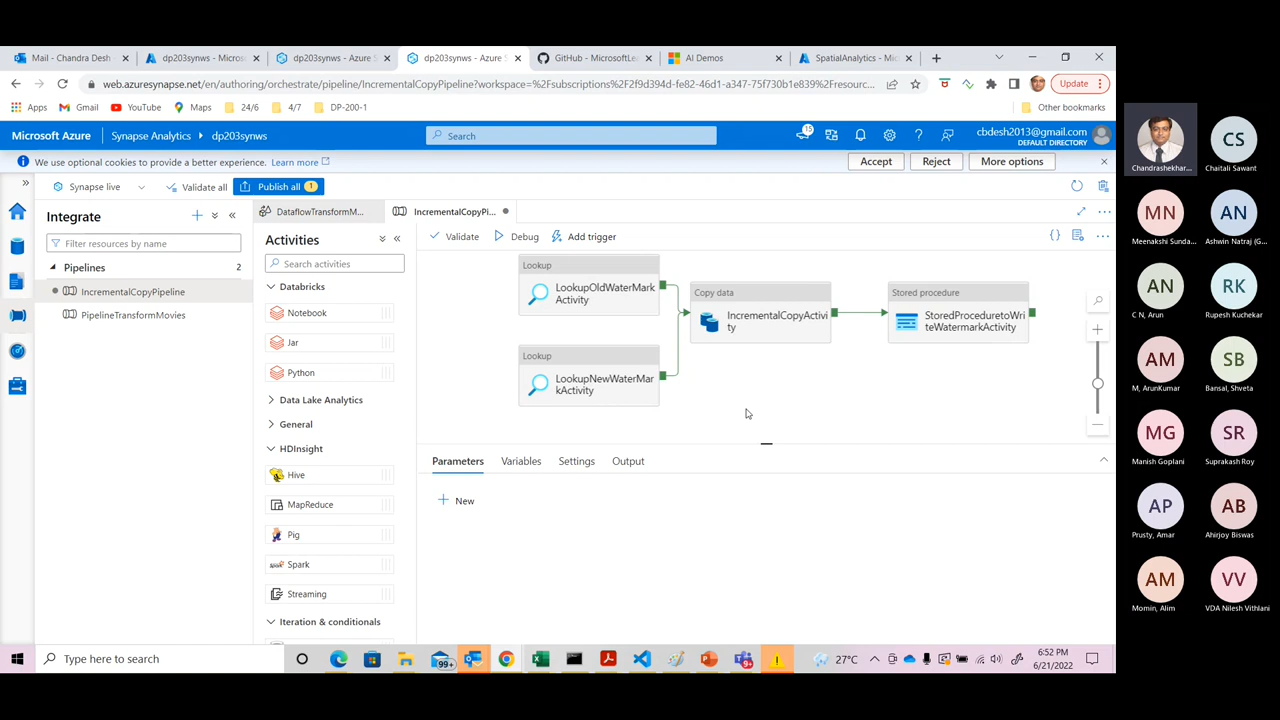 Mail - Chandra Desh
dp203synws - Micros
dp203synws - Azure S
dp203synws - Azure S
GitHub - MicrosoftLe
AI Demos
SpatialAnalytics - Mic
web.azuresynapse.net/en/authoring/orchestrate/pipeline/IncrementalCopyPipeline?workspace=%2Fsubscriptions%2F2f9d394d-fe82-46d1-a347-75f730b1e839%2Fresourc...
Update
Apps
Gmail
YouTube
Maps
24/6
4/7
DP-200-1
Other bookmarks
Microsoft Azure
Synapse Analytics
dp203synws
Search
15
cbdesh2013@gmail.com
DEFAULT DIRECTORY
We use optional cookies to provide a better experience. Learn more
Accept
Reject
More options
Synapse live
Validate all
Publish all 1
Integrate
Filter resources by name
Pipelines
2
IncrementalCopyPipeline
PipelineTransformMovies
DataflowTransformM...
IncrementalCopyPi...
Activities
Search activities
Databricks
Notebook
Jar
Python
Data Lake Analytics
General
HDInsight
Hive
MapReduce
Pig
Spark
Streaming
Iteration & conditionals
Validate
Debug
Add trigger
Lookup
LookupOldWaterMark
Activity
Lookup
LookupNewWaterMar
kActivity
Copy data
IncrementalCopyActivi
ty
Stored procedure
StoredProceduretoWri
teWatermarkActivity
Parameters
Variables
Settings
Output
New
Type here to search
99+
9+
27°C
6:52 PM
6/21/2022
Chandrashekhar...
CS
Chaitali Sawant
MN
Meenakshi Sunda...
AN
Ashwin Natraj (G...
AN
C N, Arun
RK
Rupesh Kuchekar
AM
M, ArunKumar
SB
Bansal, Shveta
MG
Manish Goplani
SR
Suprakash Roy
AP
Prusty, Amar
AB
Ahirjoy Biswas
AM
Momin, Alim
VV
VDA Nilesh Vithlani